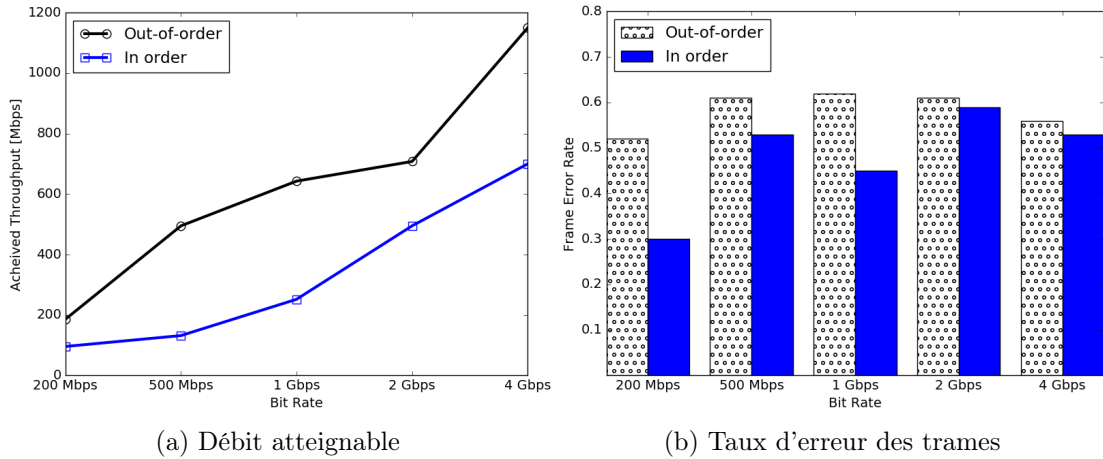 1200
1000
800
600
400
200
0
Acheived Throughput [Mbps]
Out-of-order
In order
200 Mbps
500 Mbps
1 Gbps
2 Gbps
4 Gbps
Bit Rate
(a) Débit atteignable
0.8
0.7
0.6
0.5
0.4
0.3
0.2
0.1
Frame Error Rate
Out-of-order
In order
200 Mbps
500 Mbps
1 Gbps
2 Gbps
4 Gbps
Bit Rate
(b) Taux d'erreur des trames